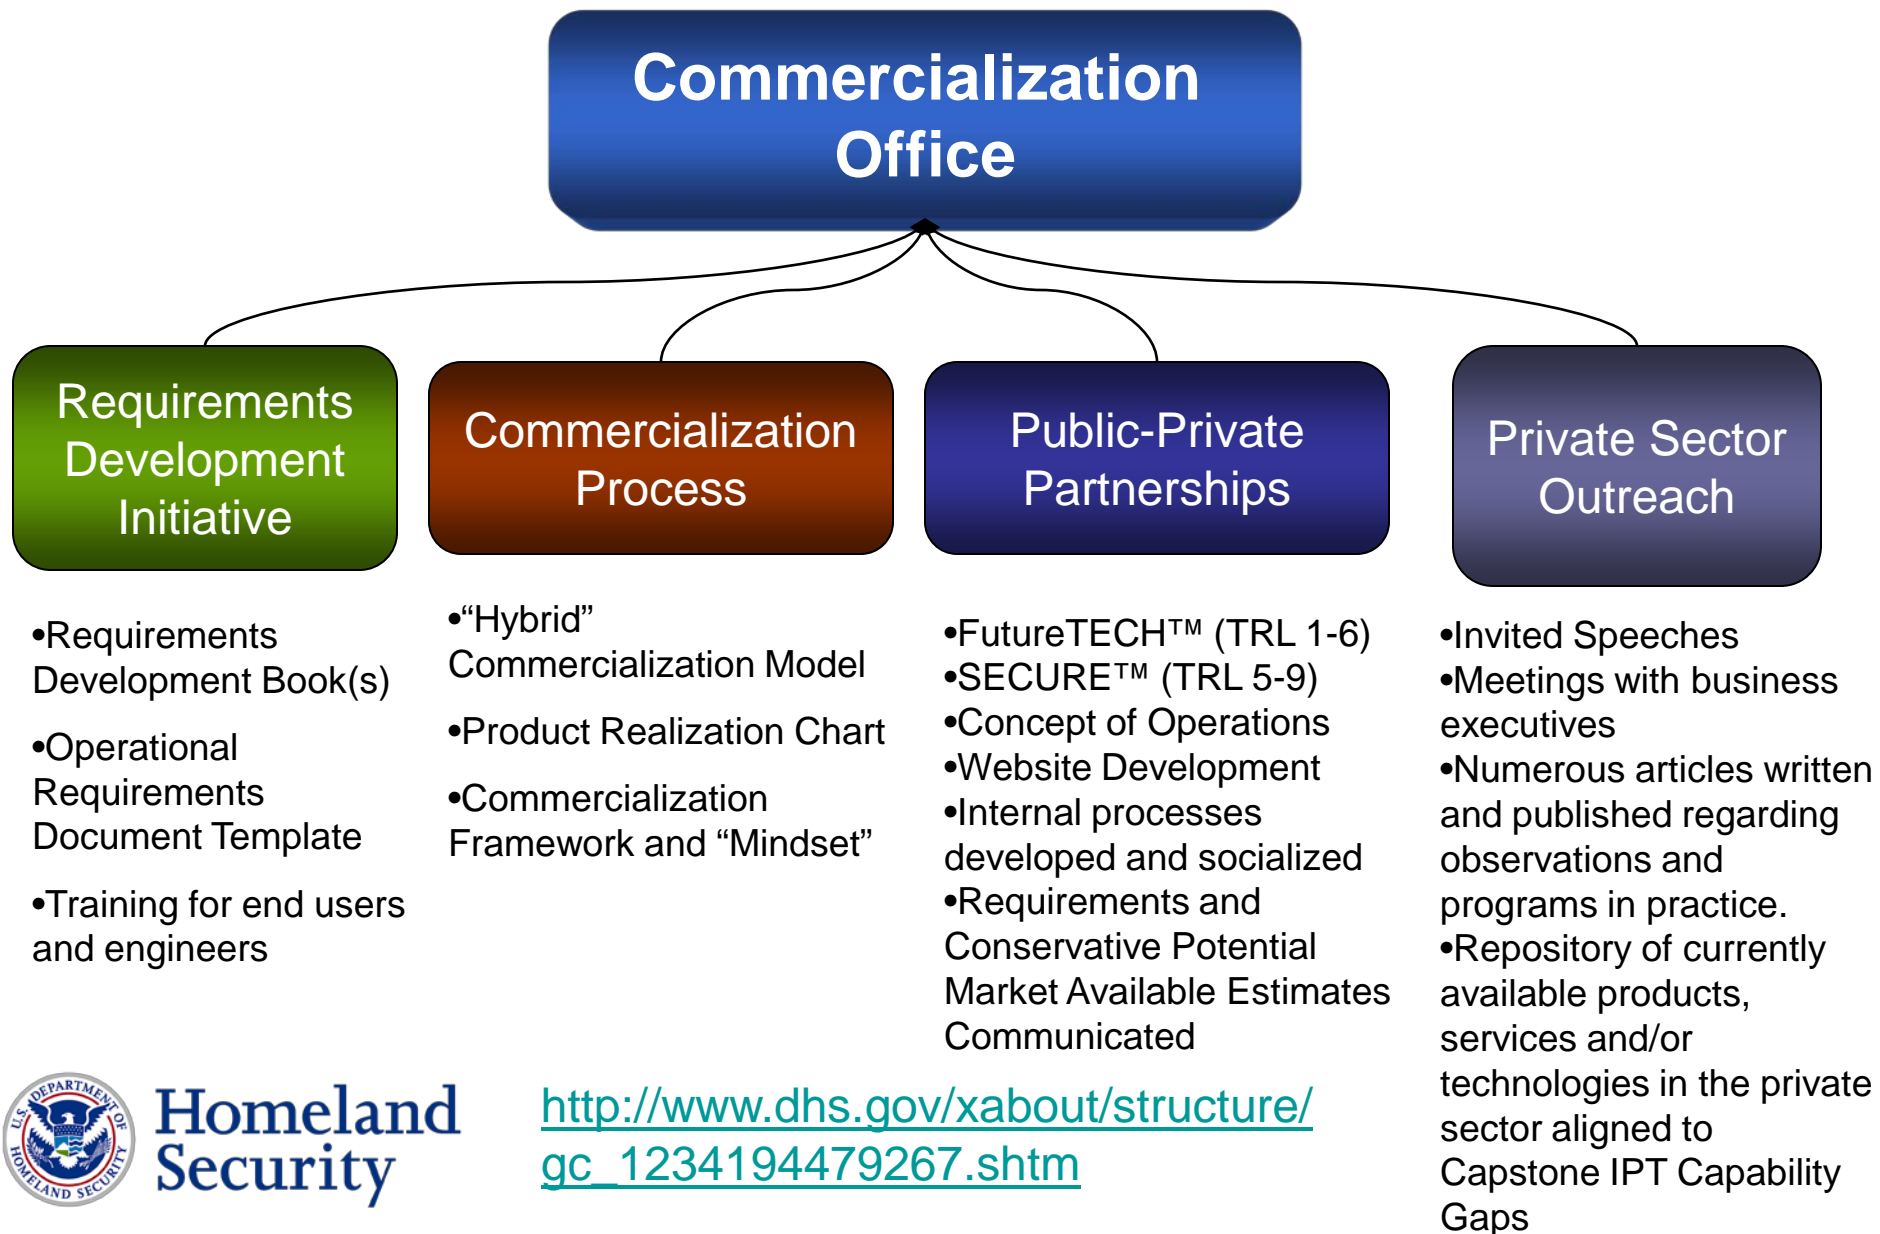 Commercialization
Office
Requirements
Development
Initiative
Commercialization
Process
Public-Private
Partnerships
Private Sector
Outreach
•Requirements
Development Book(s)
•Operational
Requirements
Document Template
•Training for end users
and engineers
•“Hybrid”
Commercialization Model
•Product Realization Chart
•Commercialization
Framework and “Mindset”
•FutureTECH™ (TRL 1-6)
•SECURE™ (TRL 5-9)
•Concept of Operations
•Website Development
•Internal processes
developed and socialized
•Requirements and
Conservative Potential
Market Available Estimates
Communicated
•Invited Speeches
•Meetings with business
executives
•Numerous articles written
and published regarding
observations and
programs in practice.
•Repository of currently
available products,
services and/or
technologies in the private
sector aligned to
Capstone IPT Capability
Gaps
U.S. DEPARTMENT OF
HOMELAND SECURITY
Homeland
Security
http://www.dhs.gov/xabout/structure/
gc_1234194479267.shtm